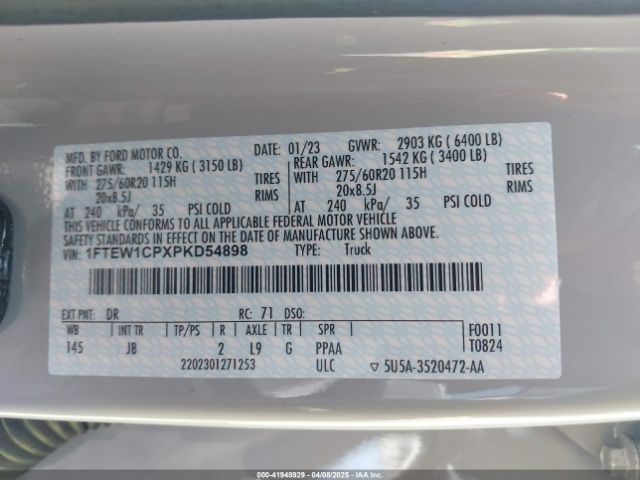 MFD. BY FORD MOTOR CO. DATE: 01/23 GVWR: 2903 KG ( 6400 LB)
FRONT GAWR: 1429 KG ( 3150 LB) REAR GAWR: 1542 KG ( 3400 LB)
WITH 275/60R20 115H TIRES WITH 275/60R20 115H TIRES
20x8.5J RIMS 20x8.5J RIMS
AT 240 kPa/ 35 PSI COLD AT 240 kPa/ 35 PSI COLD
THIS VEHICLE CONFORMS TO ALL APPLICABLE FEDERAL MOTOR VEHICLE
SAFETY STANDARDS IN EFFECT ON THE DATE OF MANUFACTURE SHOWN ABOVE.
VIN: 1FTEW1CPXPKD54898 TYPE: Truck
EXT PNT: DR RC: 71 DSO:
WB INT TR TP/PS R AXLE TR SPR F0011
145 JB 2 L9 G PPAA T0824
2202301271253 ULC ▽ 5U5A-3520472-AA
000-41948929 - 04/08/2025 - IAAI.COM